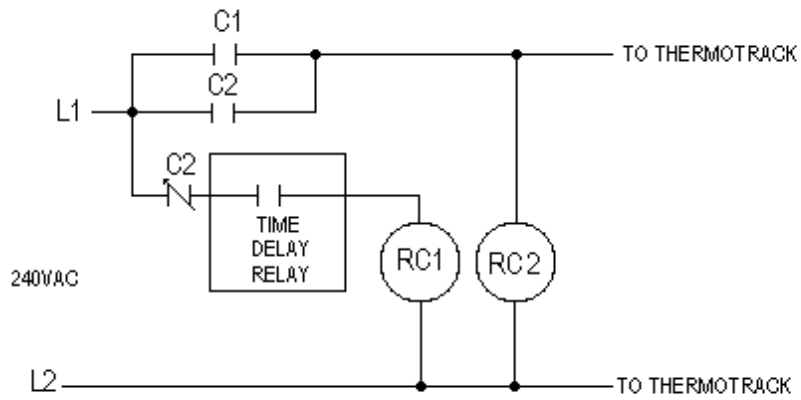 C1
TO THERMOTRACK
C2
L1
C2
TIME
DELAY
RELAY
RC1
RC2
240VAC
L2
TO THERMOTRACK